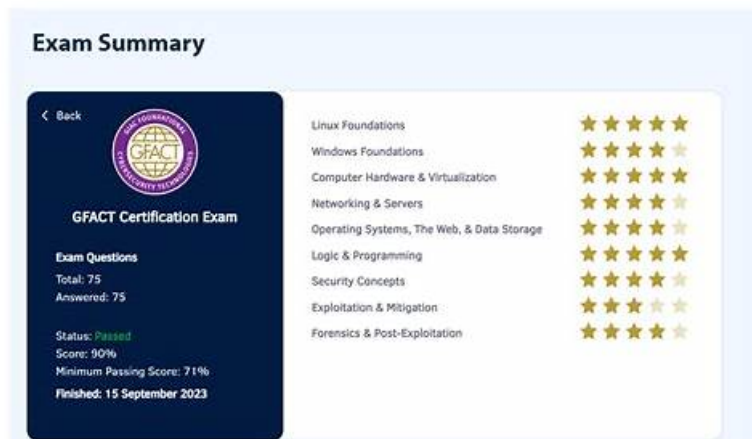 Exam Summary
Back
GIAC FOUNDATIONAL
GFACT
CYBERSECURITY TECHNOLOGIES
GFACT Certification Exam
Exam Questions
Total: 75
Answered: 75
Status: Passed
Score: 90%
Minimum Passing Score: 71%
Finished: 15 September 2023
Linux Foundations
Windows Foundations
Computer Hardware & Virtualization
Networking & Servers
Operating Systems, The Web, & Data Storage
Logic & Programming
Security Concepts
Exploitation & Mitigation
Forensics & Post-Exploitation